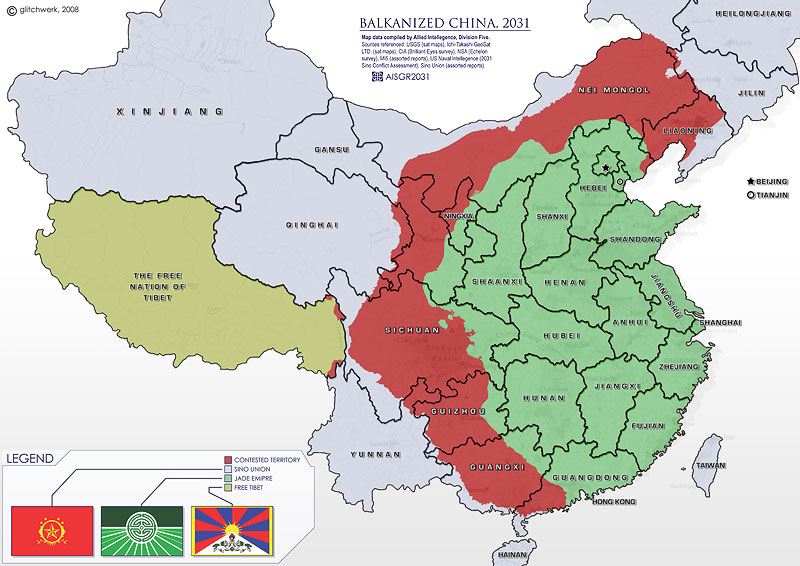 © glitchwerk, 2008
BALKANIZED CHINA, 2031
Map data compiled by Allied Intellegence, Division Five.
Sources referenced: USGS (sat maps), Ichi-Takashi GeoSat
LTD. (sat maps), CIA (Brilliant-Eyes survey), NSA (Echelon
survey), MI5 (assorted reports), US Naval Intellegence (2031
Sino Conflict Assessment), Sino Union (assorted reports).
AISGR2031
HEILONGJIANG
JILIN
NEI MONGOL
LIAONING
XINJIANG
GANSU
BEIJING
TIANJIN
HEBEI
QINGHAI
NINGXIA
SHANXI
SHANDONG
THE FREE
NATION OF
TIBET
SHAANXI
HENAN
JIANGSHU
ANHUI
SHANGHAI
SICHUAN
HUBEI
ZHEJIANG
JIANGXI
HUNAN
GUIZHOU
FUJIAN
YUNNAN
GUANGXI
GUANGDONG
TAIWAN
HONG KONG
HAINAN
LEGEND
CONTESTED TERRITORY
SINO UNION
JADE EMPIRE
FREE TIBET